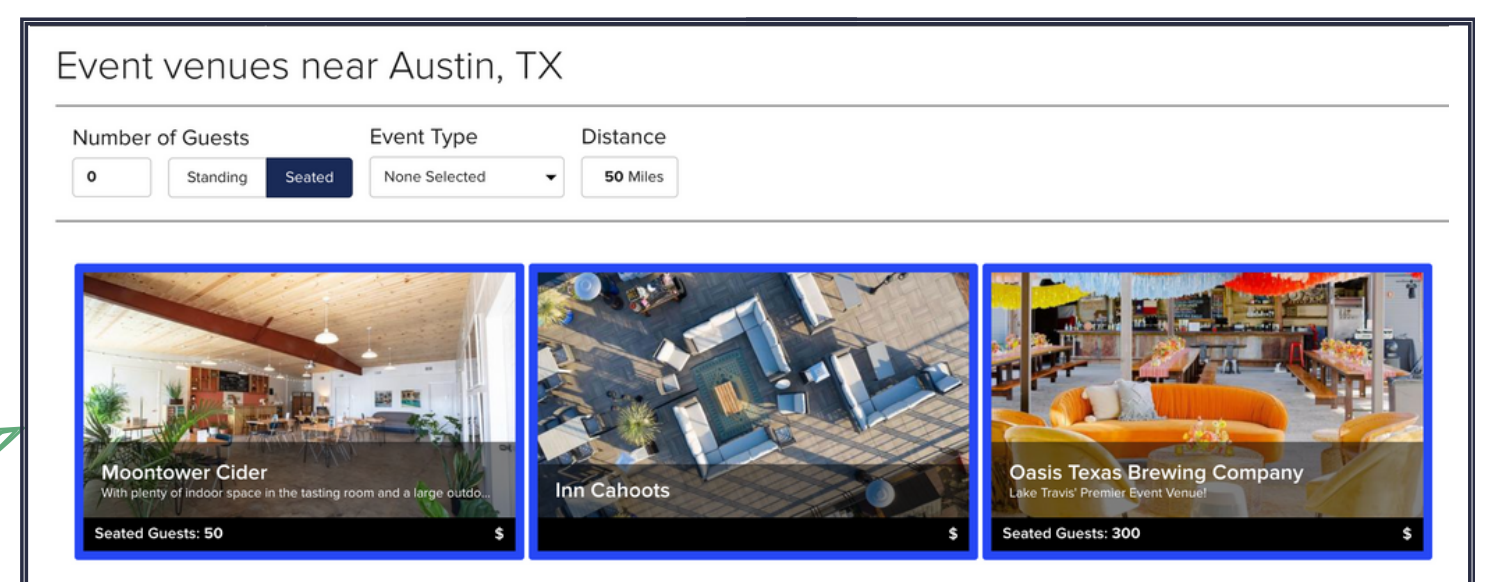 Event venues near Austin, TX
Number of Guests
Event Type
Distance
0
Standing
Seated
None Selected
50 Miles
Moontower Cider
With plenty of indoor space in the tasting room and a large outdo...
Seated Guests: 50
$
Inn Cahoots
$
Oasis Texas Brewing Company
Lake Travis' Premier Event Venue!
Seated Guests: 300
$